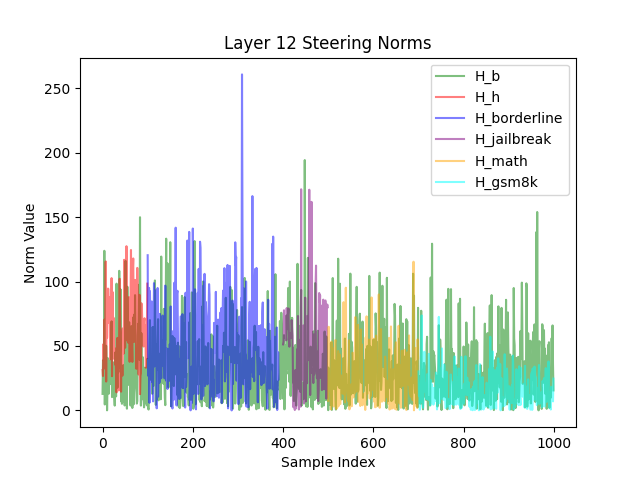 Layer 12 Steering Norms
Norm Value
250
200
150
100
50
0
H_b
H_h
H_borderline
H_jailbreak
H_math
H_gsm8k
0 200 400 600 800 1000
Sample Index